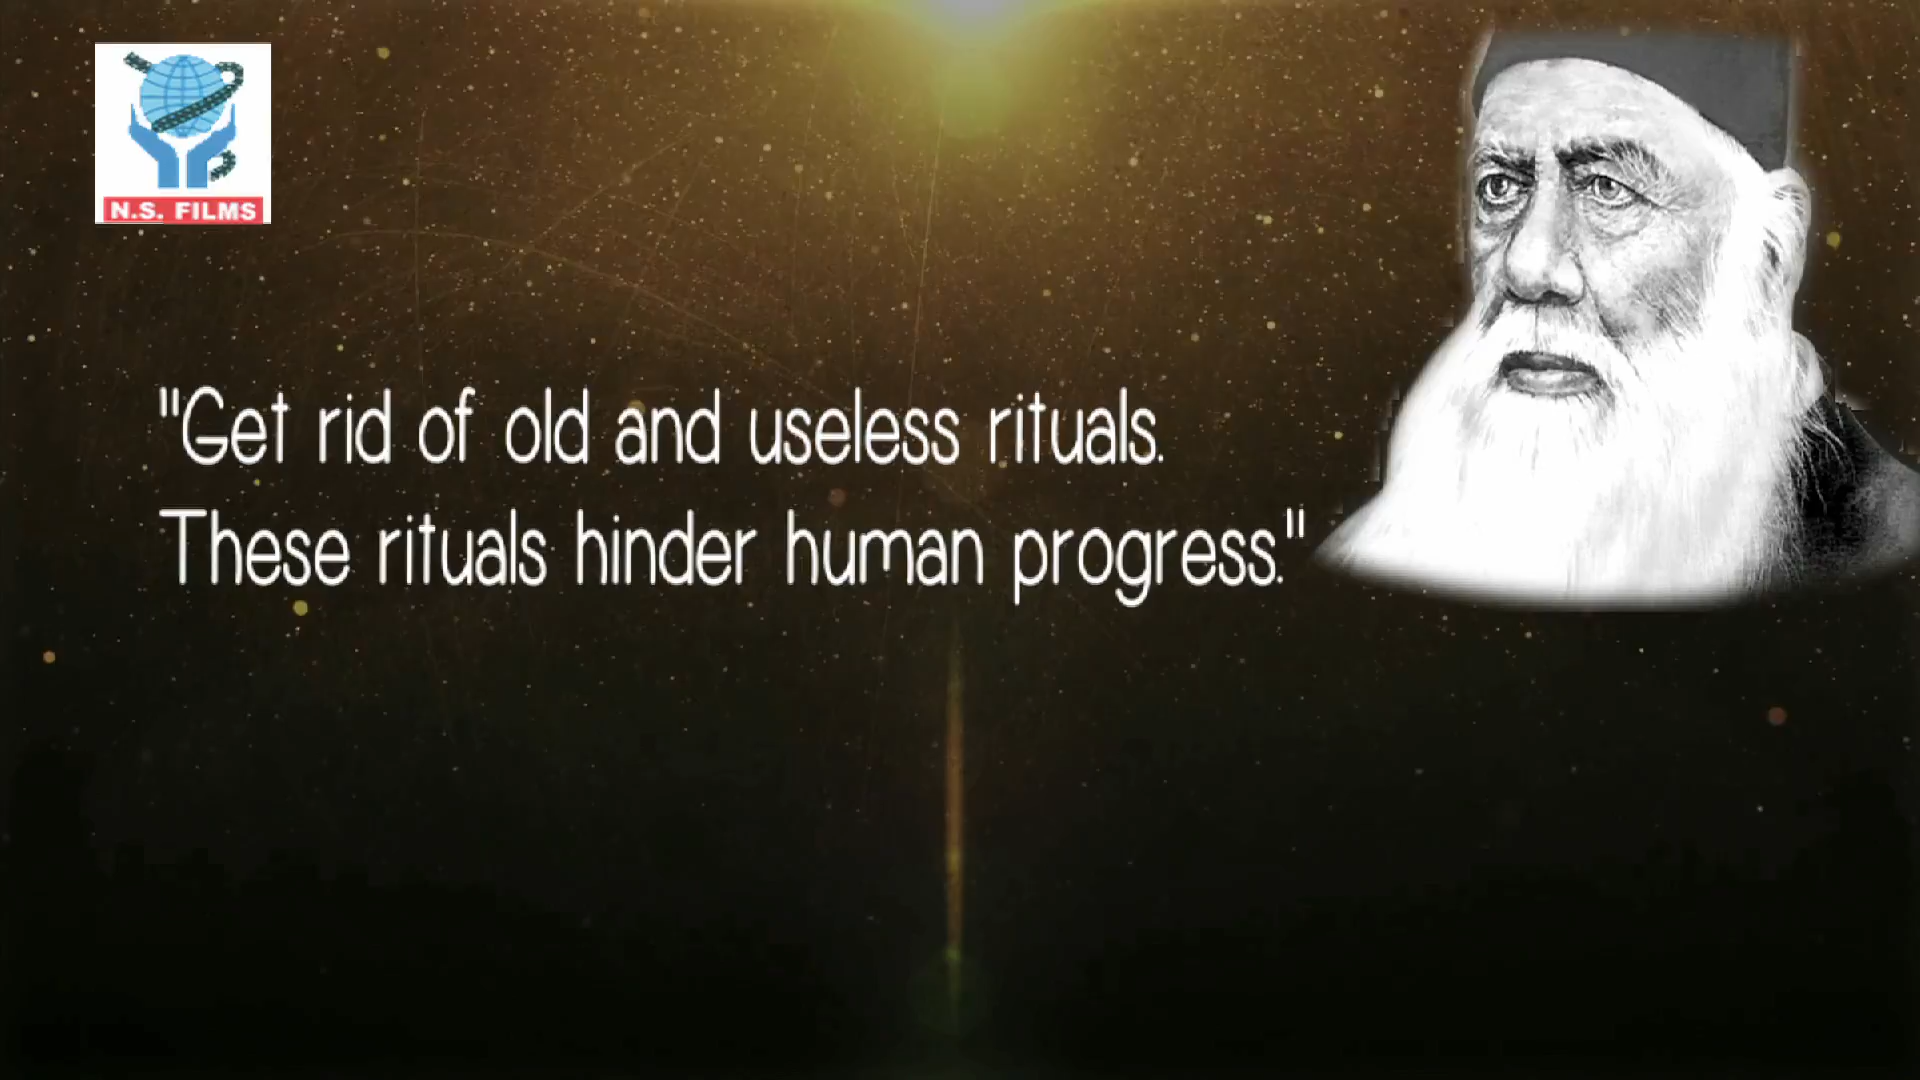 N.S. FILMS
"Get rid of old and useless rituals.
These rituals hinder human progress."